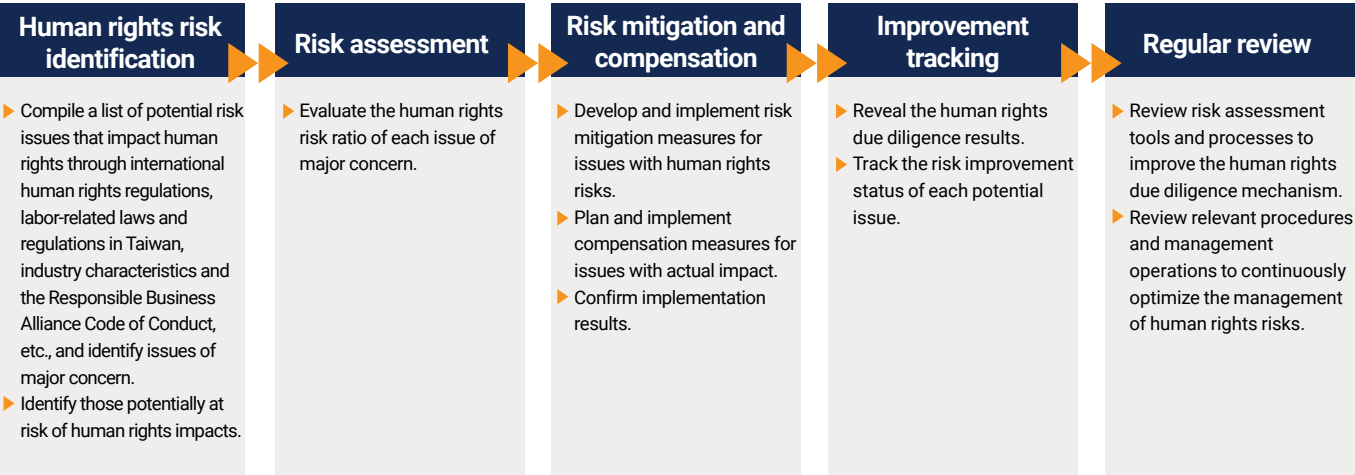 Human rights risk
identification
Compile a list of potential risk
issues that impact human
rights through international
human rights regulations,
labor-related laws and
regulations in Taiwan,
industry characteristics and
the Responsible Business
Alliance Code of Conduct,
etc., and identify issues of
major concern.
Identify those potentially at
risk of human rights impacts.
Risk assessment
Evaluate the human rights
risk ratio of each issue of
major concern.
Risk mitigation and
compensation
Develop and implement risk
mitigation measures for
issues with human rights
risks.
Plan and implement
compensation measures for
issues with actual impact.
Confirm implementation
results.
Improvement
tracking
Reveal the human rights
due diligence results.
Track the risk improvement
status of each potential
issue.
Regular review
Review risk assessment
tools and processes to
improve the human rights
due diligence mechanism.
Review relevant procedures
and management
operations to continuously
optimize the management
of human rights risks.